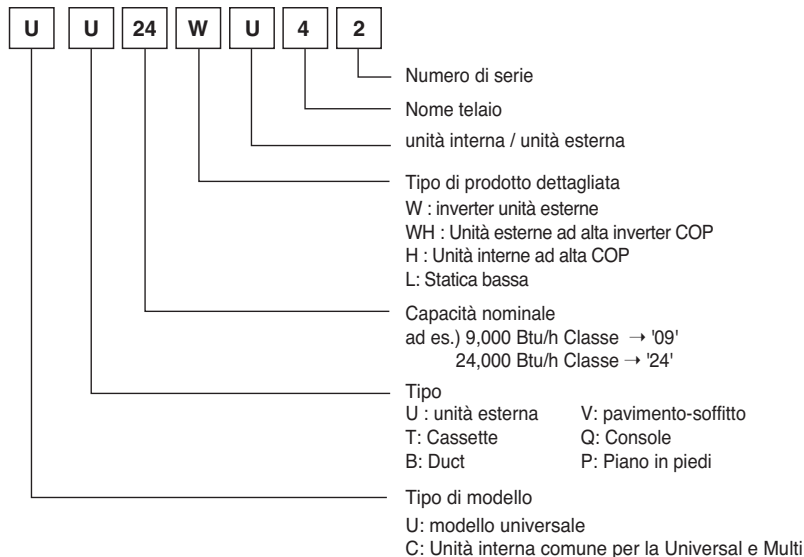 U U 24 W U 4 2
Numero di serie
Nome telaio
unità interna / unità esterna
Tipo di prodotto dettagliata
W : inverter unità esterne
WH : Unità esterne ad alta inverter COP
H : Unità interne ad alta COP
L: Statica bassa
Capacità nominale
ad es.) 9,000 Btu/h Classe → '09'
24,000 Btu/h Classe → '24'
Tipo
U : unità esterna V: pavimento-soffitto
T: Cassette Q: Console
B: Duct P: Piano in piedi
Tipo di modello
U: modello universale
C: Unità interna comune per la Universal e Multi